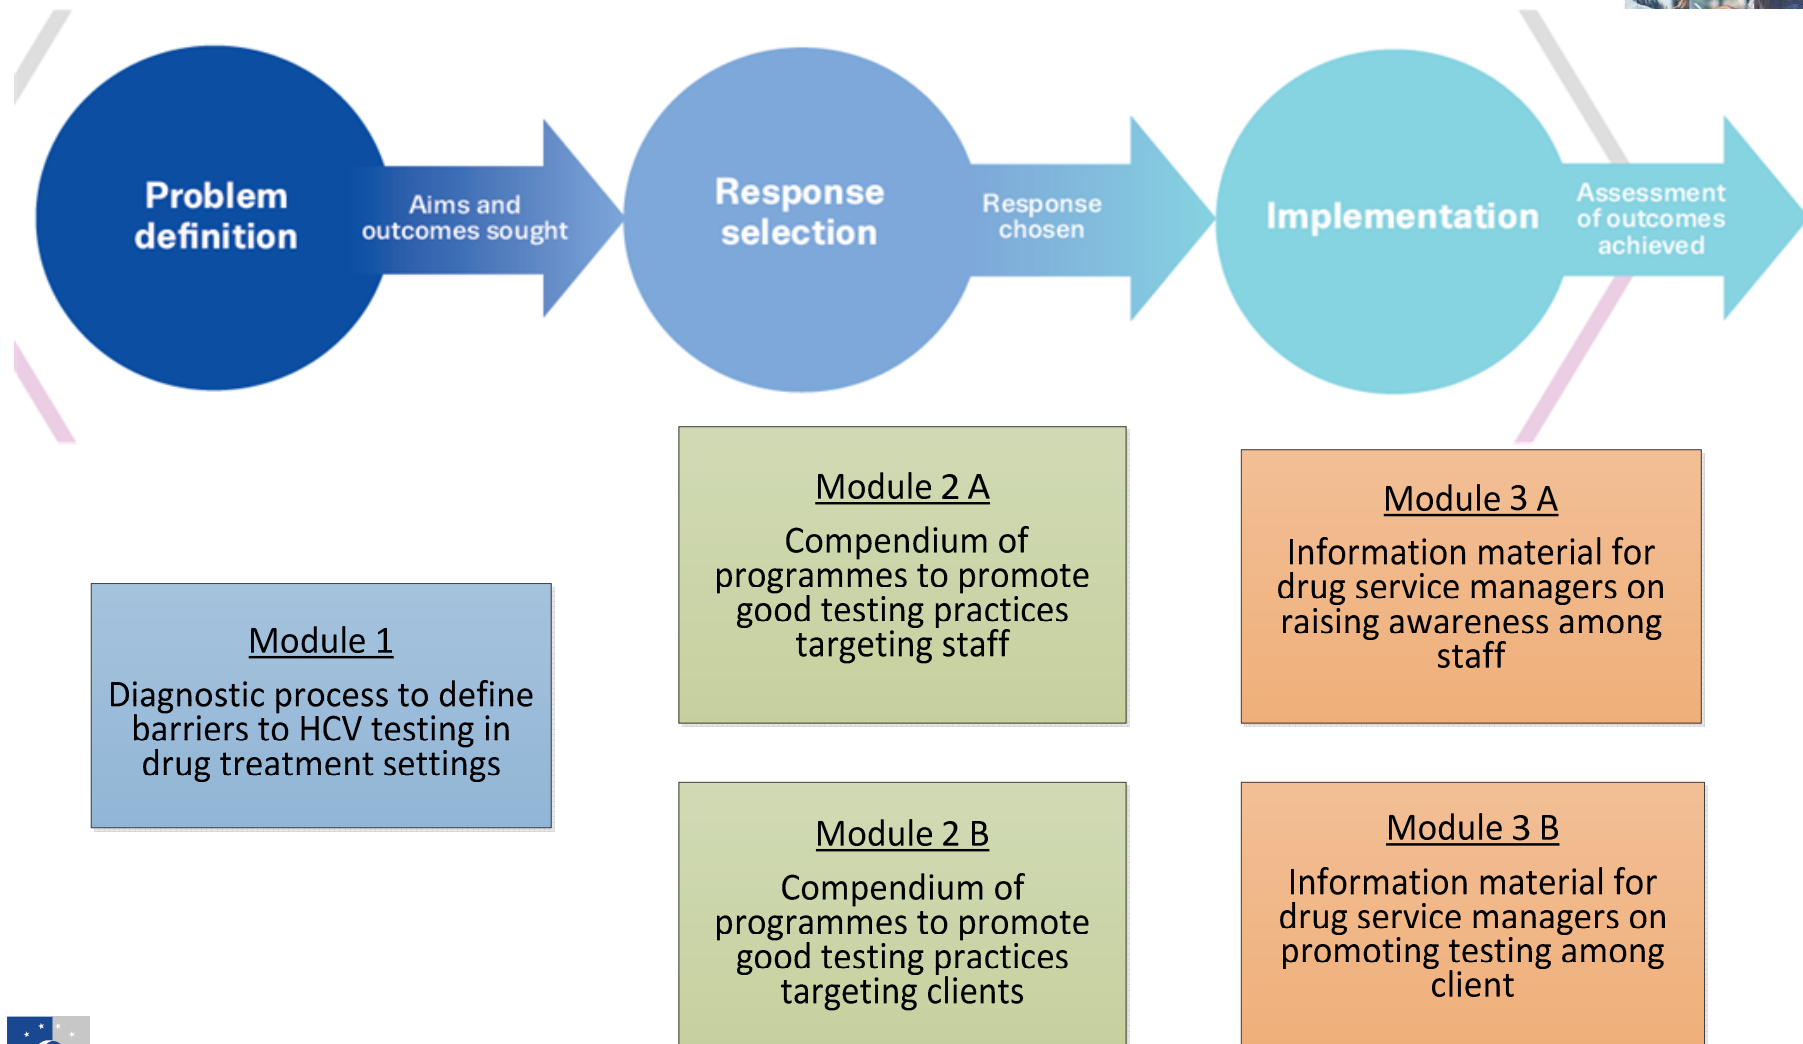 Problem
definition
Aims and
outcomes sought
Response
selection
Response
chosen
Implementation
Assessment
of outcomes
achieved
Module 1
Diagnostic process to define
barriers to HCV testing in
drug treatment settings
Module 2 A
Compendium of
programmes to promote
good testing practices
targeting staff
Module 2 B
Compendium of
programmes to promote
good testing practices
targeting clients
Module 3 A
Information material for
drug service managers on
raising awareness among
staff
Module 3 B
Information material for
drug service managers on
promoting testing among
client